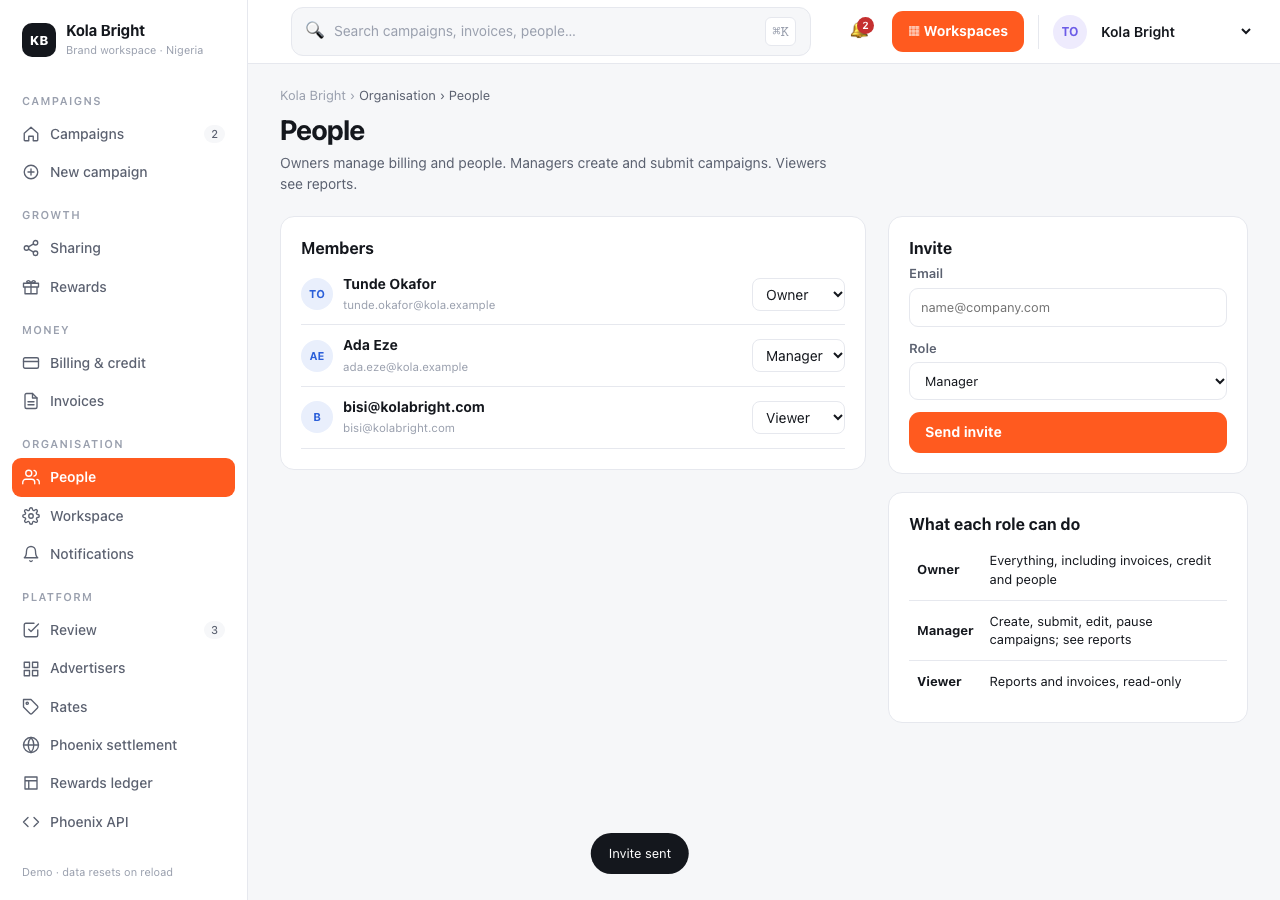 KB
Kola Bright
Brand workspace · Nigeria
CAMPAIGNS
Campaigns 2
New campaign
GROWTH
Sharing
Rewards
MONEY
Billing & credit
Invoices
ORGANISATION
People
Workspace
Notifications
PLATFORM
Review 3
Advertisers
Rates
Phoenix settlement
Rewards ledger
Phoenix API
Demo · data resets on reload
Search campaigns, invoices, people... ⌘K
2
Workspaces
TO Kola Bright
Kola Bright › Organisation › People
People
Owners manage billing and people. Managers create and submit campaigns. Viewers
see reports.
Members
TO Tunde Okafor
tunde.okafor@kola.example
Owner
AE Ada Eze
ada.eze@kola.example
Manager
B bisi@kolabright.com
bisi@kolabright.com
Viewer
Invite
Email
name@company.com
Role
Manager
Send invite
What each role can do
Owner Everything, including invoices, credit
and people
Manager Create, submit, edit, pause
campaigns; see reports
Viewer Reports and invoices, read-only
Invite sent